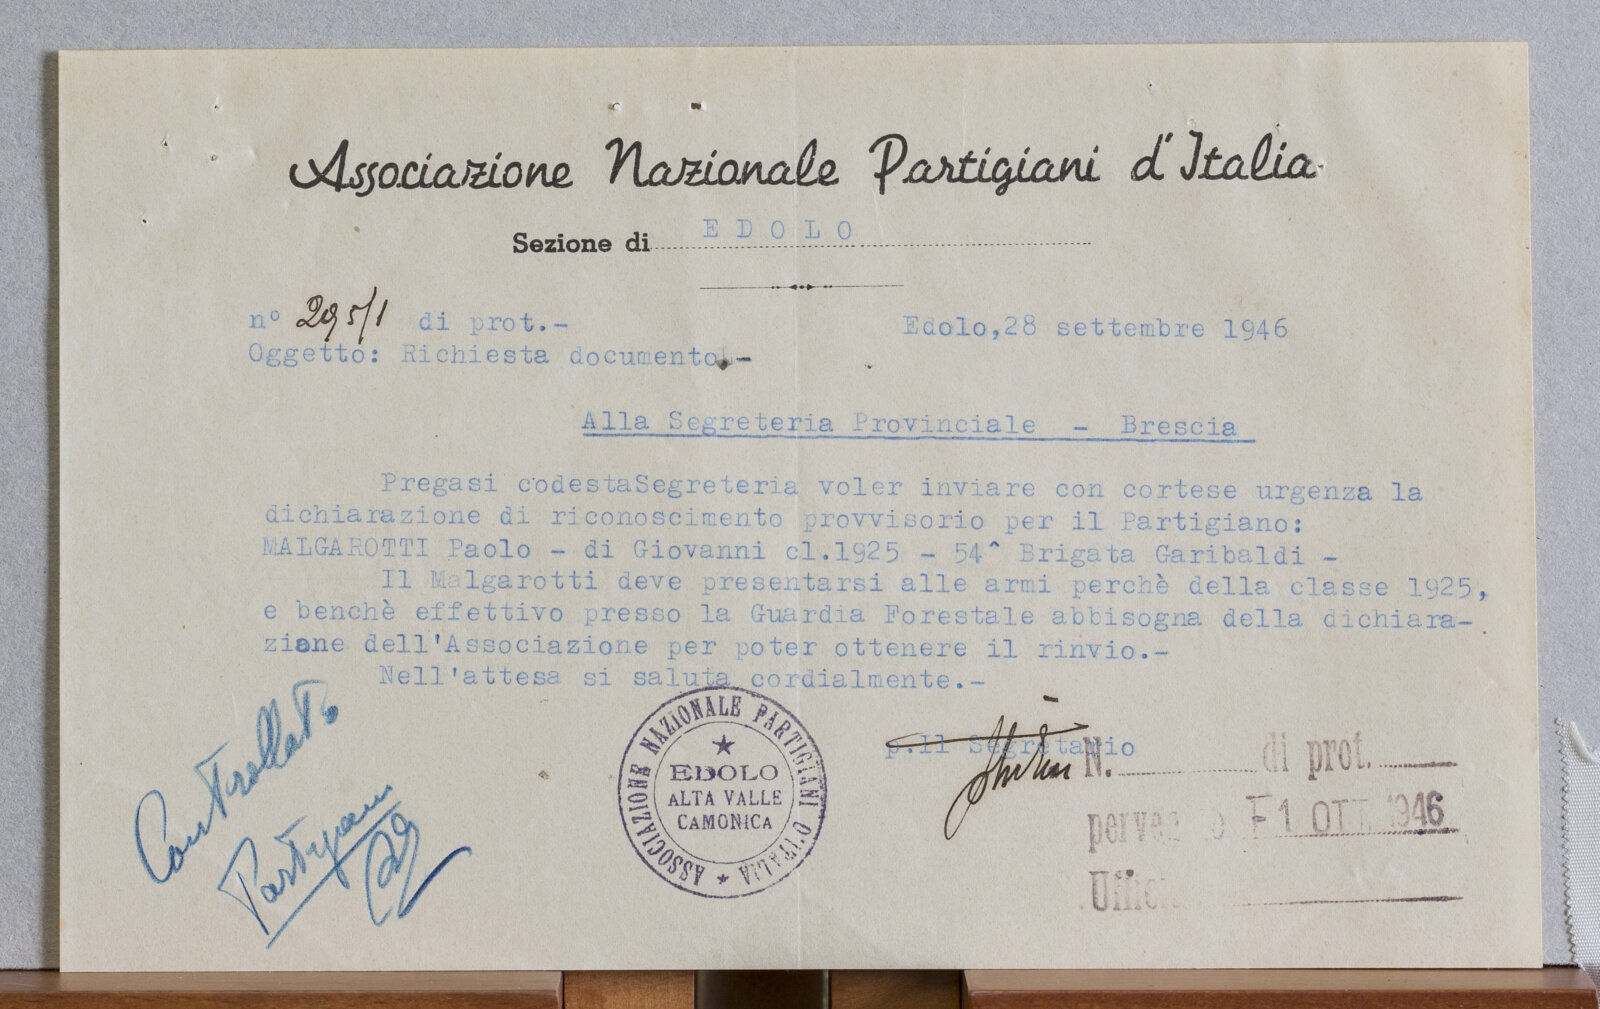 Associazione Nazionale Partigiani d'Italia
Sezione di EDOLO
n° 295/1 di prot.-
Edolo,28 settembre 1946
Oggetto: Richiesta documento.-
Alla Segreteria Provinciale - Brescia
Pregasi codestaSegreteria voler inviare con cortese urgenza la
dichiarazione di riconoscimento provvisorio per il Partigiano:
MALGAROTTI Paolo - di Giovanni cl.1925 - 54^ Brigata Garibaldi -
Il Malgarotti deve presentarsi alle armi perchè della classe 1925,
e benchè effettivo presso la Guardia Forestale abbisogna della dichiara-
zione dell'Associazione per poter ottenere il rinvio.-
Nell'attesa si saluta cordialmente.-
p.Il Segretario
ASSOCIAZIONE NAZIONALE PARTIGIANI D'ITALIA
EDOLO
ALTA VALLE
CAMONICA
Controllato
Partigiano
N. di prot.
1 OTT. 1946